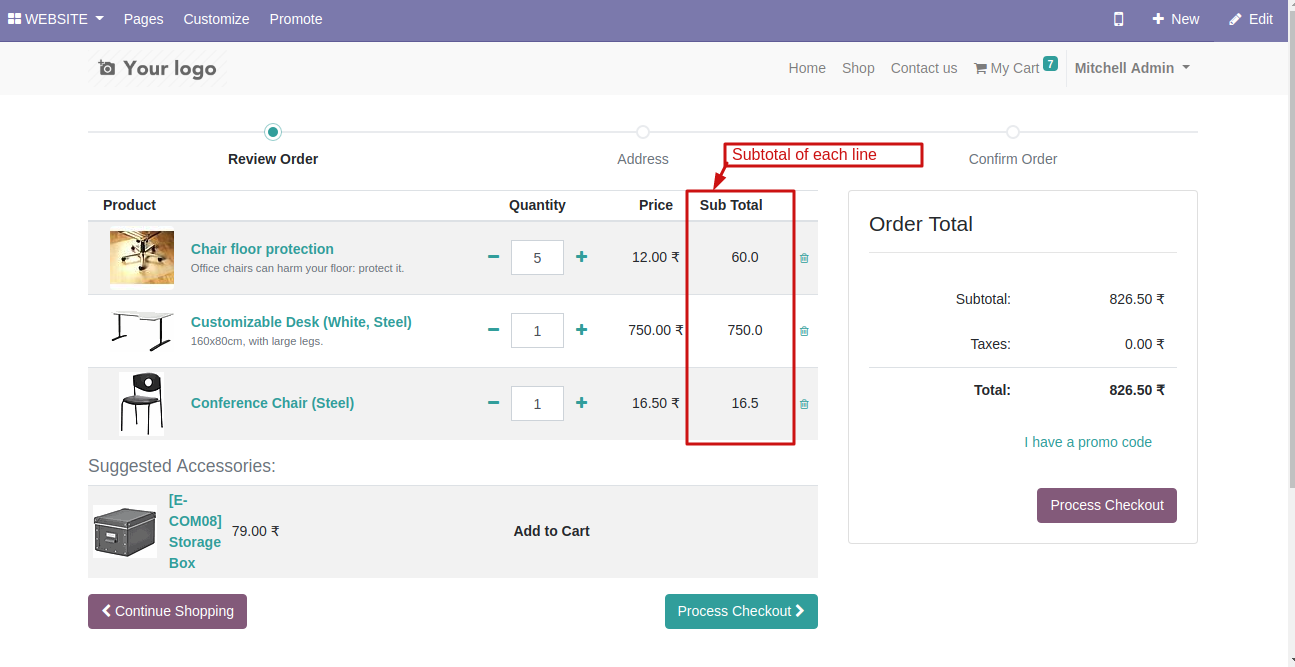 WEBSITE Pages Customize Promote New Edit
Your logo Home Shop Contact us My Cart 7 Mitchell Admin
Review Order Address Confirm Order
Subtotal of each line
Product Quantity Price Sub Total
Chair floor protection
Office chairs can harm your floor: protect it.
5 12.00 ₹ 60.0
Customizable Desk (White, Steel)
160x80cm, with large legs.
1 750.00 ₹ 750.0
Conference Chair (Steel) 1 16.50 ₹ 16.5
Order Total
Subtotal: 826.50 ₹
Taxes: 0.00 ₹
Total: 826.50 ₹
I have a promo code
Process Checkout
Suggested Accessories:
[E-
COM08]
Storage
Box
79.00 ₹ Add to Cart
Continue Shopping Process Checkout